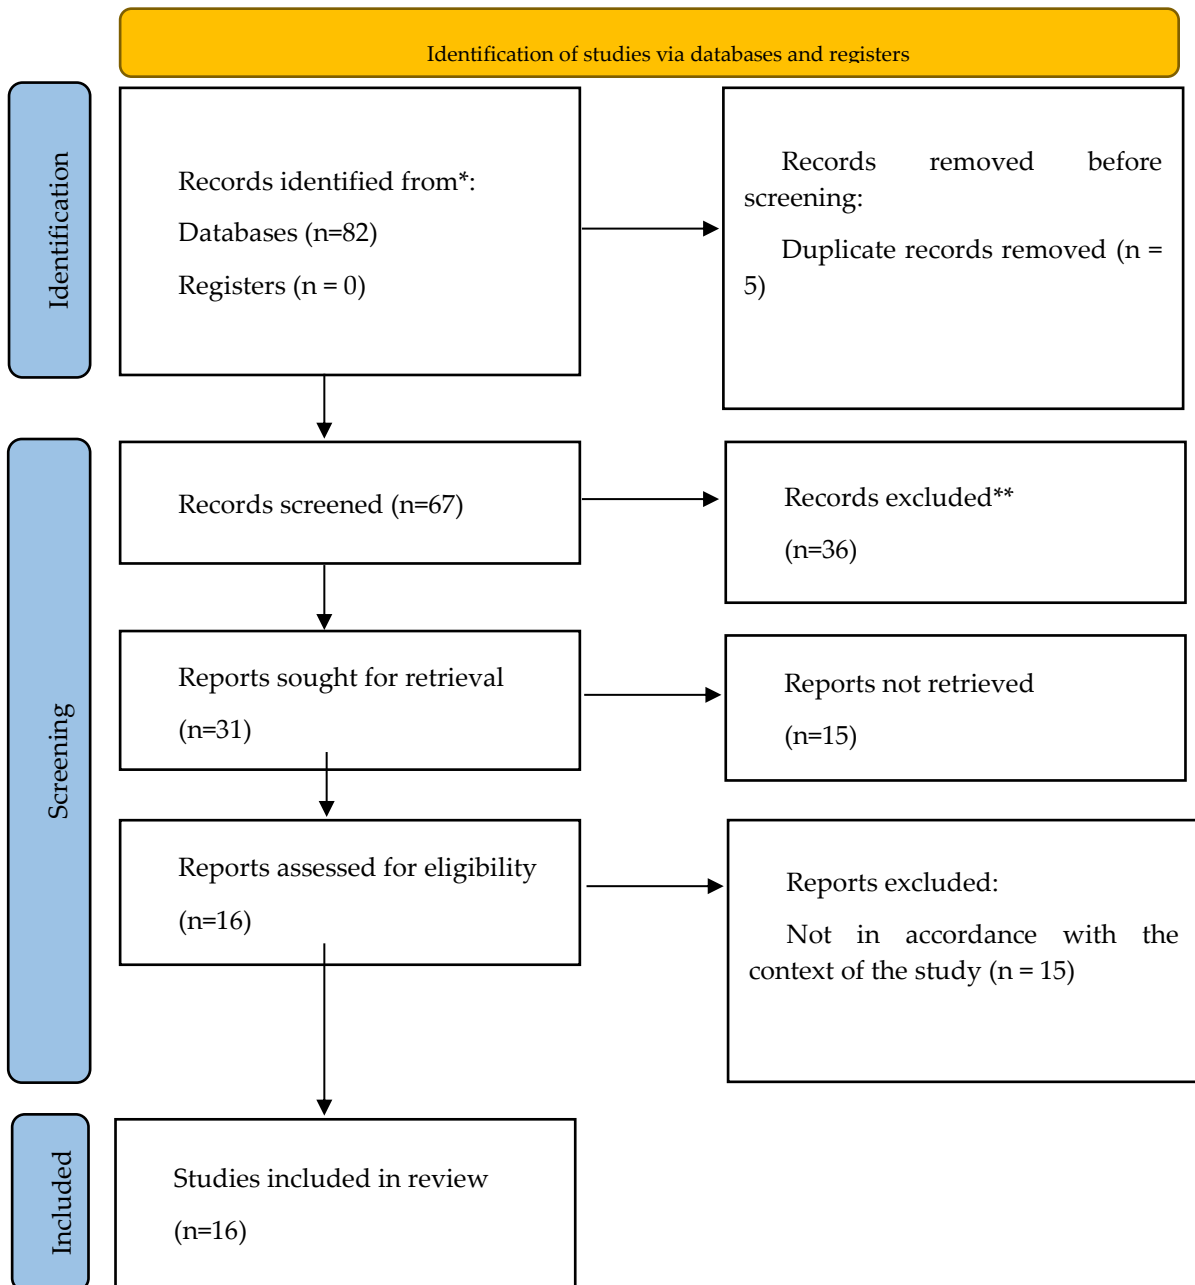 Identification of studies via databases and registers
Identification
Records identified from*:
Databases (n=82)
Registers (n = 0)
Records removed before
screening:
Duplicate records removed (n =
5)
Screening
Records screened (n=67)
Records excluded**
(n=36)
Reports sought for retrieval
(n=31)
Reports not retrieved
(n=15)
Reports assessed for eligibility
(n=16)
Reports excluded:
Not in accordance with the
context of the study (n = 15)
Included
Studies included in review
(n=16)